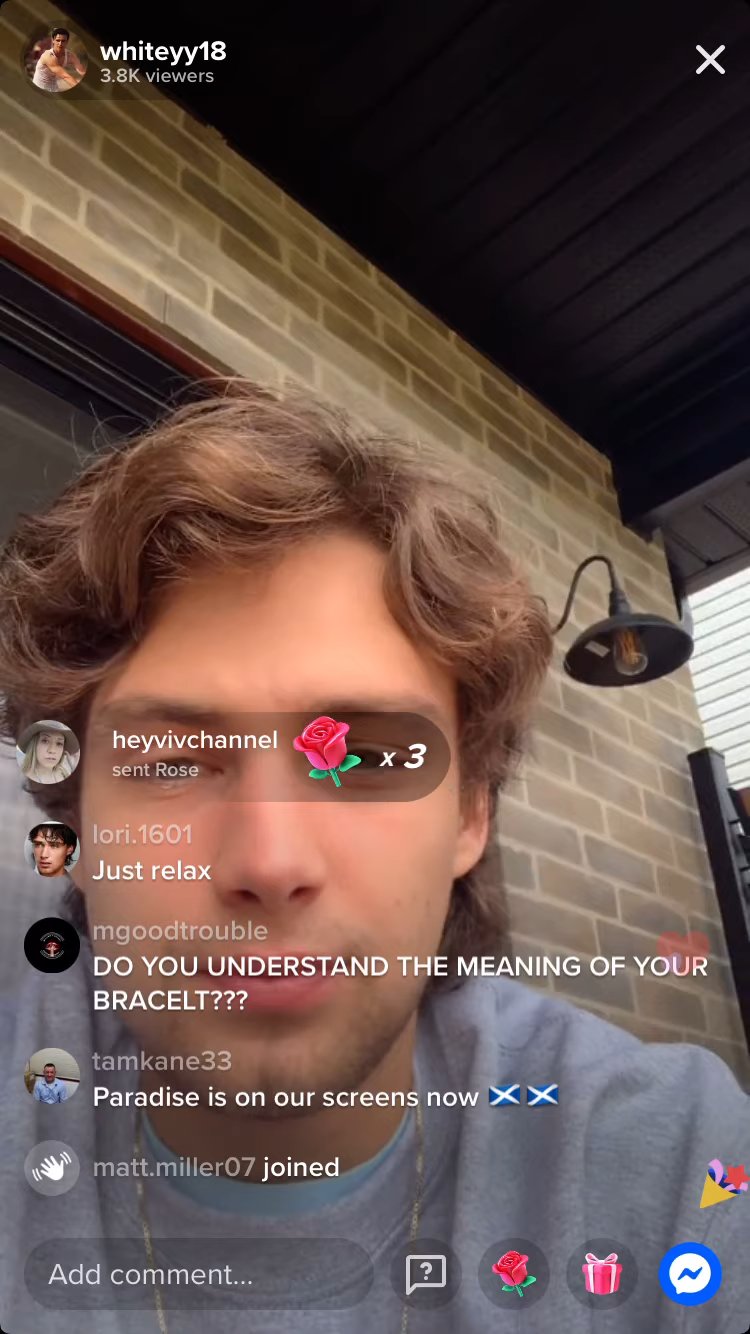 whiteyy18
3.8K viewers
heyvivchannel
sent Rose
x 3
lori.1601
Just relax
mgoodtrouble
DO YOU UNDERSTAND THE MEANING OF YOUR
BRACELT???
tamkane33
Paradise is on our screens now 🏴󠁧󠁢󠁳󠁣󠁴󠁿🏴󠁧󠁢󠁳󠁣󠁴󠁿
matt.miller07 joined
Add comment...
?